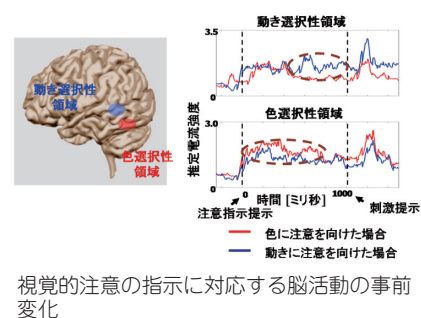 動き選択性
領域
色選択性
領域
動き選択性領域
3.5
0
色選択性領域
3.0
0
推定電流強度
0
時間 [ミリ秒]
1000
注意指示提示
刺激提示
色に注意を向けた場合
動きに注意を向けた場合
視覚的注意の指示に対応する脳活動の事前
変化